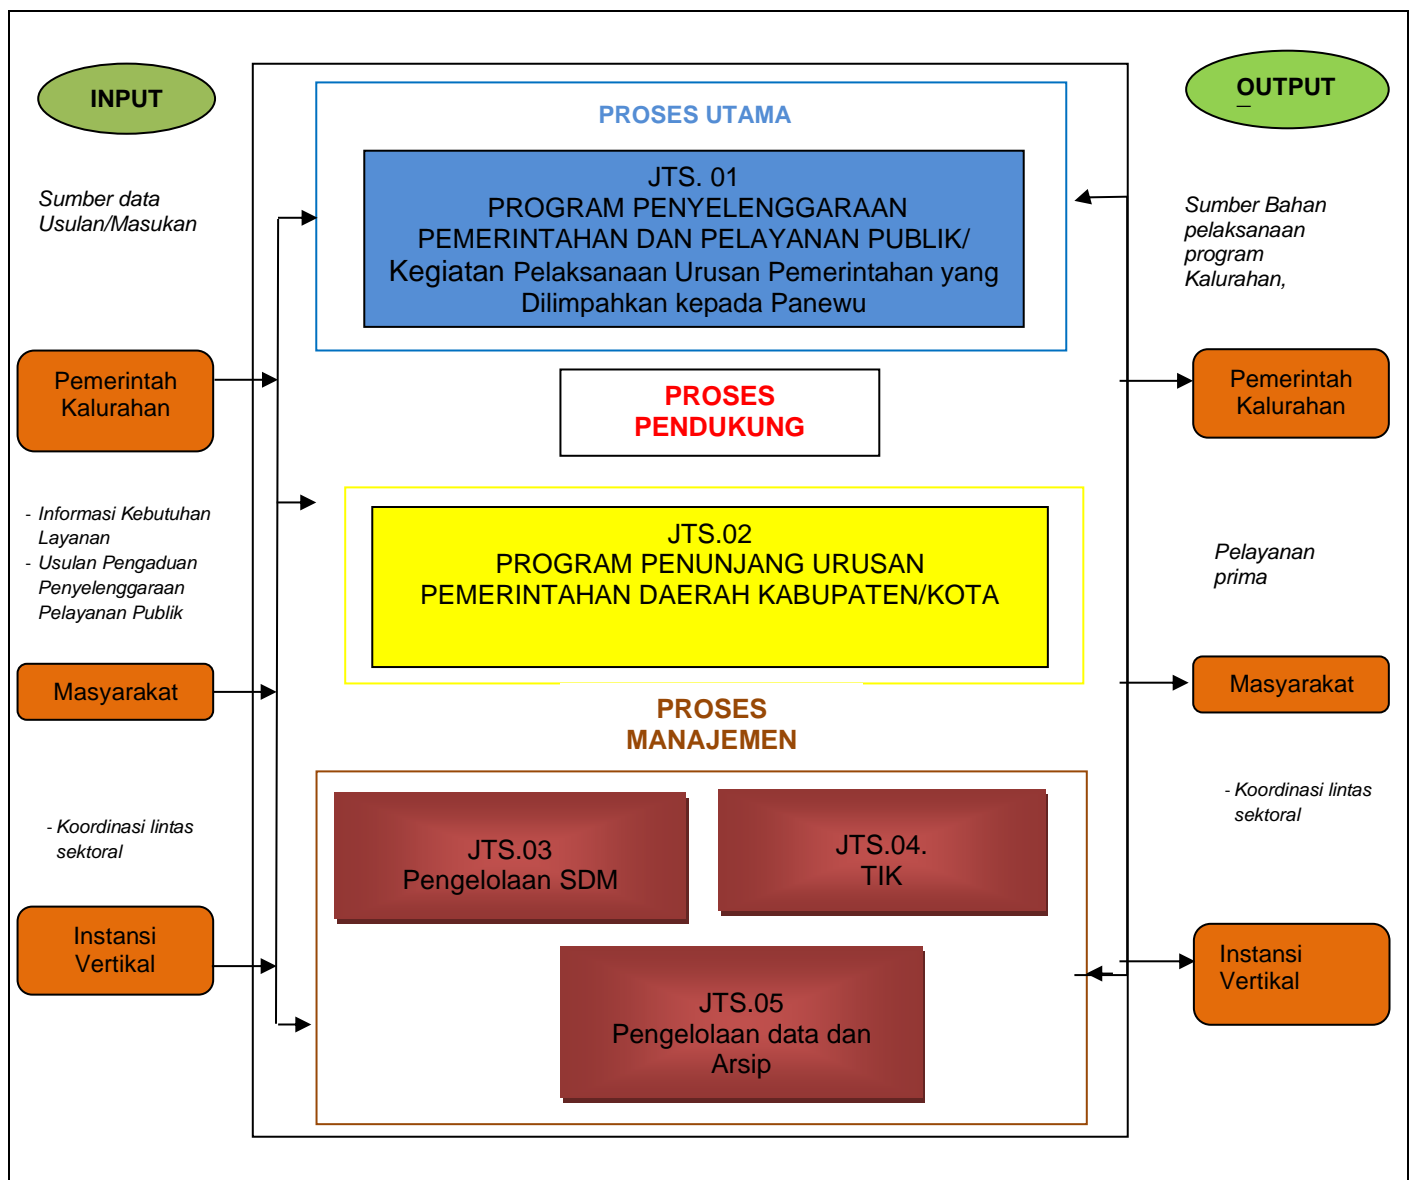 INPUT
Sumber data
Usulan/Masukan
Pemerintah
Kalurahan
- Informasi Kebutuhan
Layanan
- Usulan Pengaduan
Penyelenggaraan
Pelayanan Publik
Masyarakat
- Koordinasi lintas
sektoral
Instansi
Vertikal
PROSES UTAMA
JTS. 01
PROGRAM PENYELENGGARAAN
PEMERINTAHAN DAN PELAYANAN PUBLIK/
Kegiatan Pelaksanaan Urusan Pemerintahan yang
Dilimpahkan kepada Panewu
PROSES
PENDUKUNG
JTS.02
PROGRAM PENUNJANG URUSAN
PEMERINTAHAN DAERAH KABUPATEN/KOTA
PROSES
MANAJEMEN
JTS.03
Pengelolaan SDM
JTS.04.
TIK
JTS.05
Pengelolaan data dan
Arsip
OUTPUT
Sumber Bahan
pelaksanaan
program
Kalurahan,
Pemerintah
Kalurahan
Pelayanan
prima
Masyarakat
- Koordinasi lintas
sektoral
Instansi
Vertikal